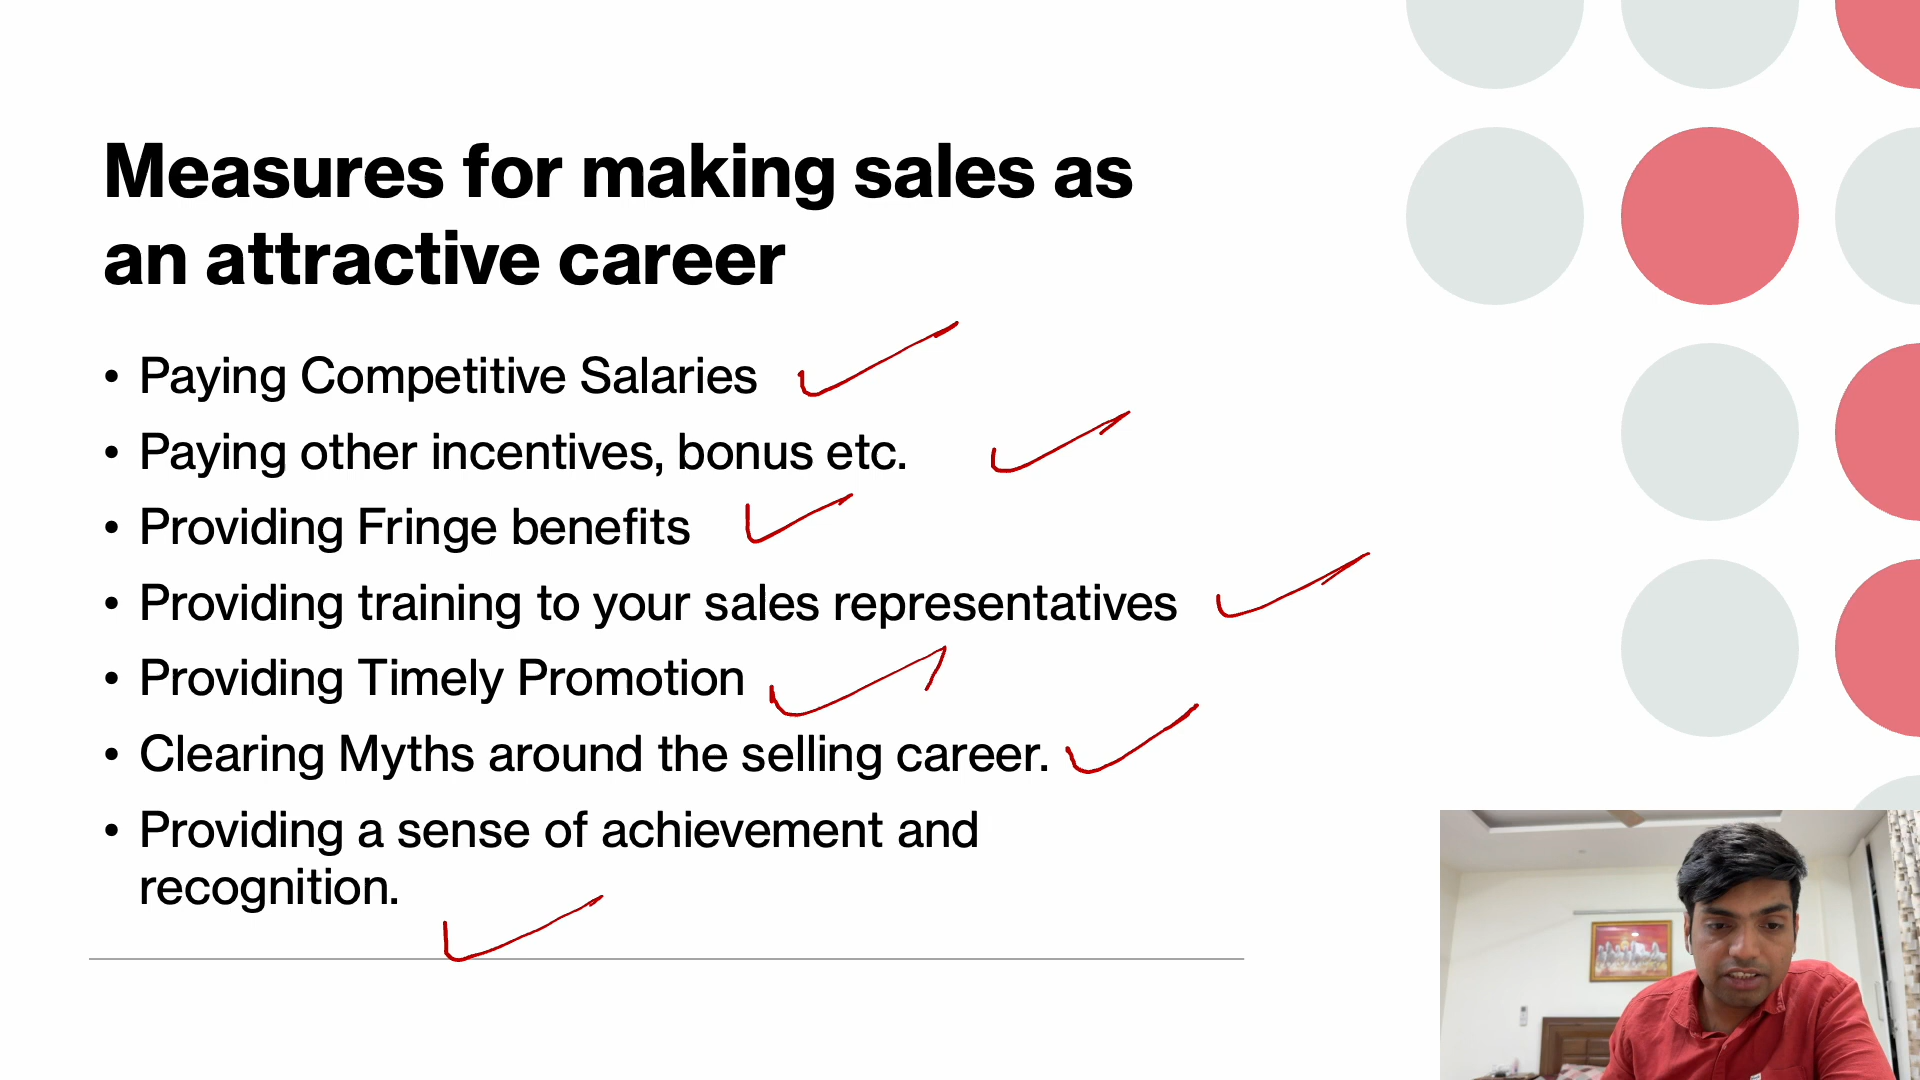 Measures for making sales as
an attractive career
• Paying Competitive Salaries
• Paying other incentives, bonus etc.
• Providing Fringe benefits
• Providing training to your sales representatives
• Providing Timely Promotion
• Clearing Myths around the selling career.
• Providing a sense of achievement and
recognition.